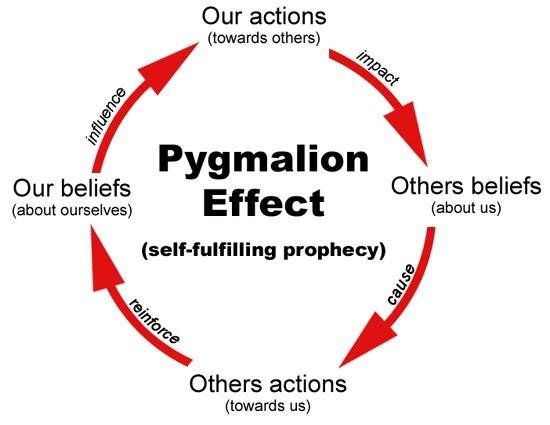 Our actions
(towards others)
impact
influence
Pygmalion
Effect
(self-fulfilling prophecy)
Our beliefs
(about ourselves)
Others beliefs
(about us)
cause
reinforce
Others actions
(towards us)